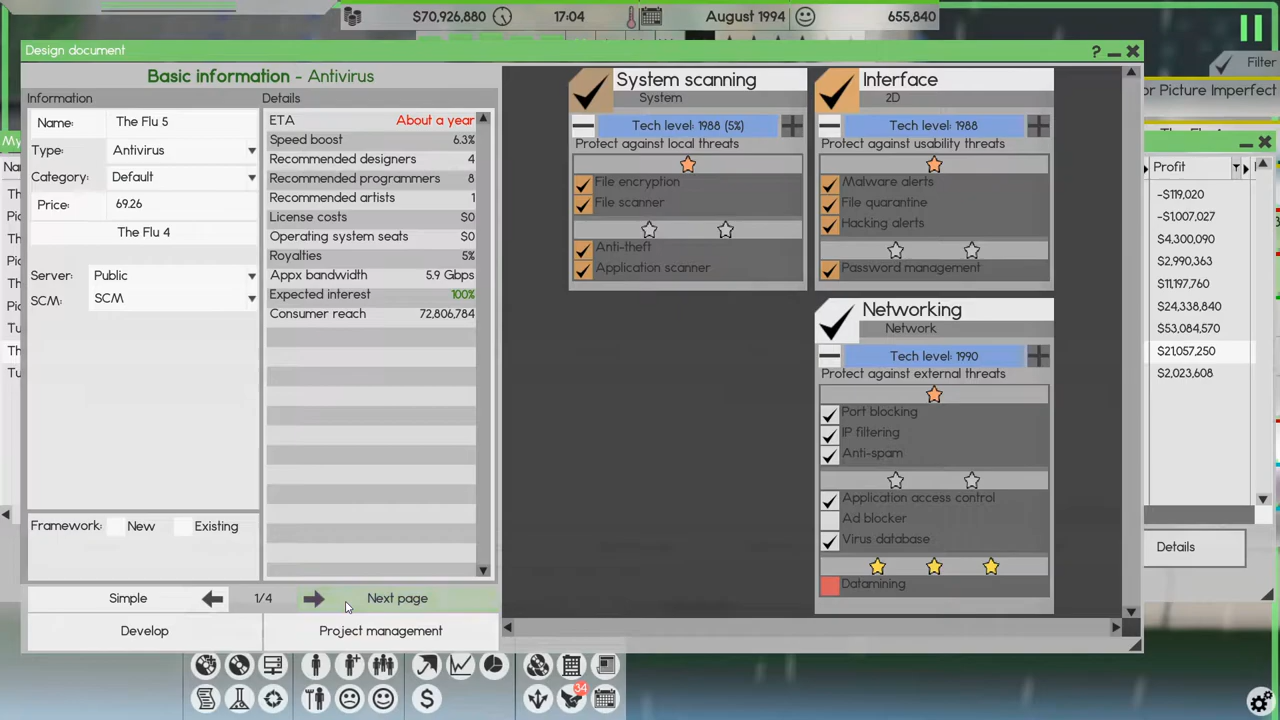 $70,926,880 17:04 August 1994 655,840
Design document ?
Filter
Basic information - Antivirus
Information
Name: The Flu 5
Type: Antivirus
Category: Default
Price: 69.26
The Flu 4
Server: Public
SCM: SCM
Framework: New Existing
Details
ETA About a year
Speed boost 6.3%
Recommended designers 4
Recommended programmers 8
Recommended artists 1
License costs $0
Operating system seats $0
Royalties 5%
Appx bandwidth 5.9 Gbps
Expected interest 100%
Consumer reach 72,806,784
Simple 1/4 Next page
Develop Project management
System scanning
System
Tech level: 1988 (5%)
Protect against local threats
File encryption
File scanner
Anti-theft
Application scanner
Interface
2D
Tech level: 1988
Protect against usability threats
Malware alerts
File quarantine
Hacking alerts
Password management
Networking
Network
Tech level: 1990
Protect against external threats
Port blocking
IP filtering
Anti-spam
Application access control
Ad blocker
Virus database
Datamining
or Picture Imperfect
Profit
-$119,020
-$1,007,027
$4,300,090
$2,990,363
$11,197,760
$24,338,840
$53,084,570
$21,057,250
$2,023,608
Details
34